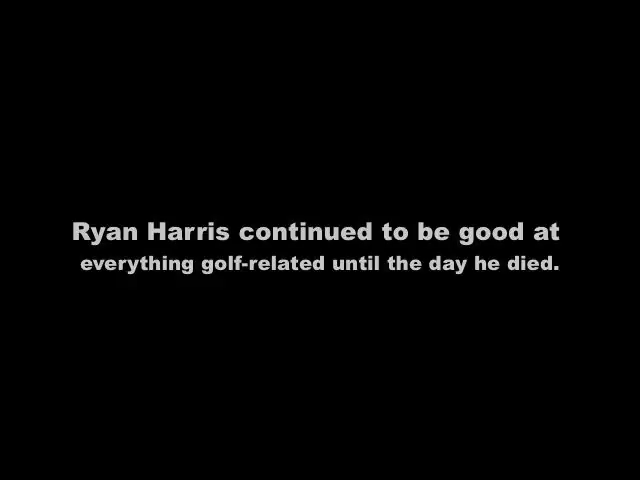 Ryan Harris continued to be good at
everything golf-related until the day he died.